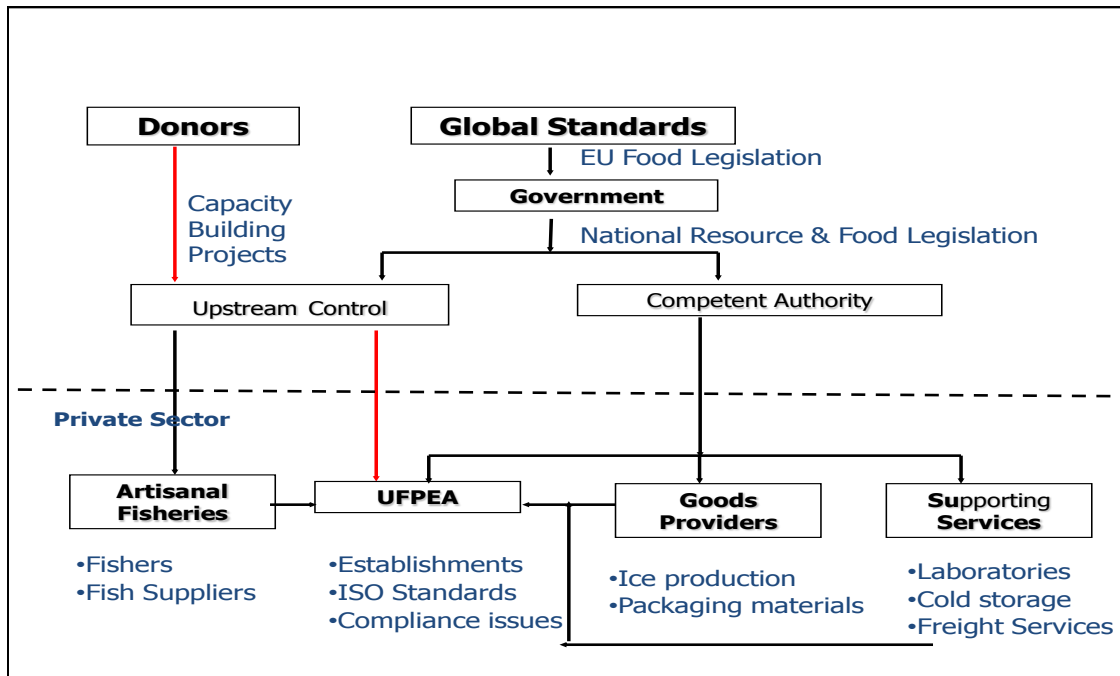 Donors
Global Standards
EU Food Legislation
Government
Capacity
Building
Projects
National Resource & Food Legislation
Upstream Control
Competent Authority
Private Sector
Artisanal
Fisheries
UFPEA
Goods
Providers
Supporting
Services
•Fishers
•Fish Suppliers
•Establishments
•ISO Standards
•Compliance issues
•Ice production
•Packaging materials
•Laboratories
•Cold storage
•Freight Services